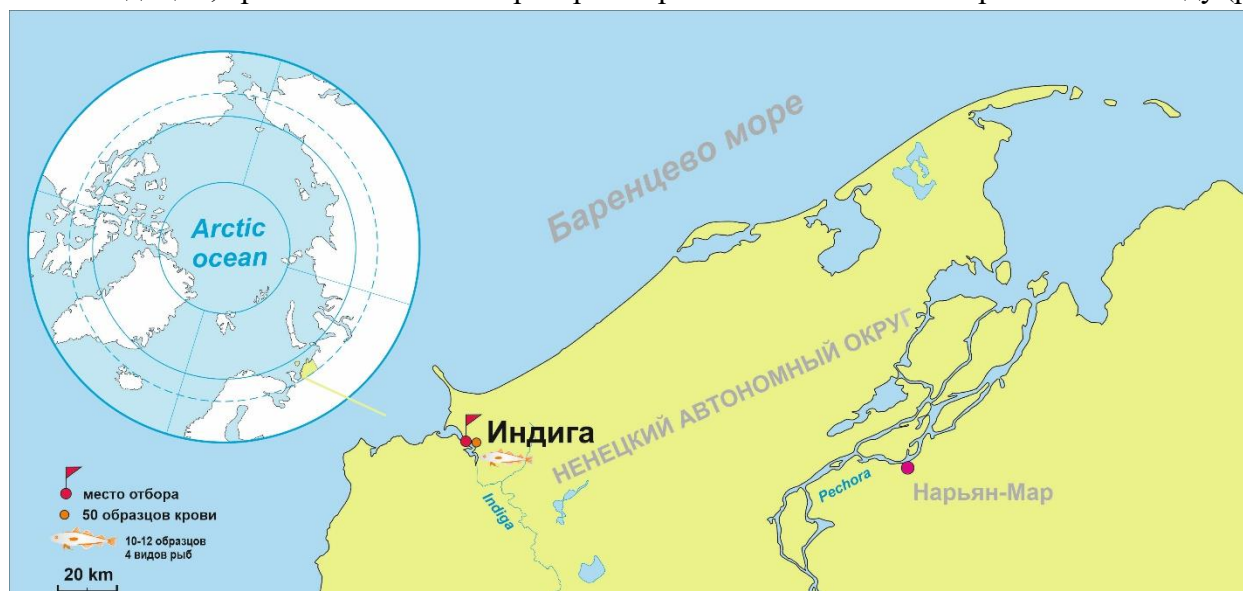 Баренцево море
Arctic
ocean
НЕНЕЦКИЙ АВТОНОМНЫЙ ОКРУГ
Индига
Indiga
Pechora
Нарьян-Мар
место отбора
50 образцов крови
10-12 образцов
4 видов рыб
20 km